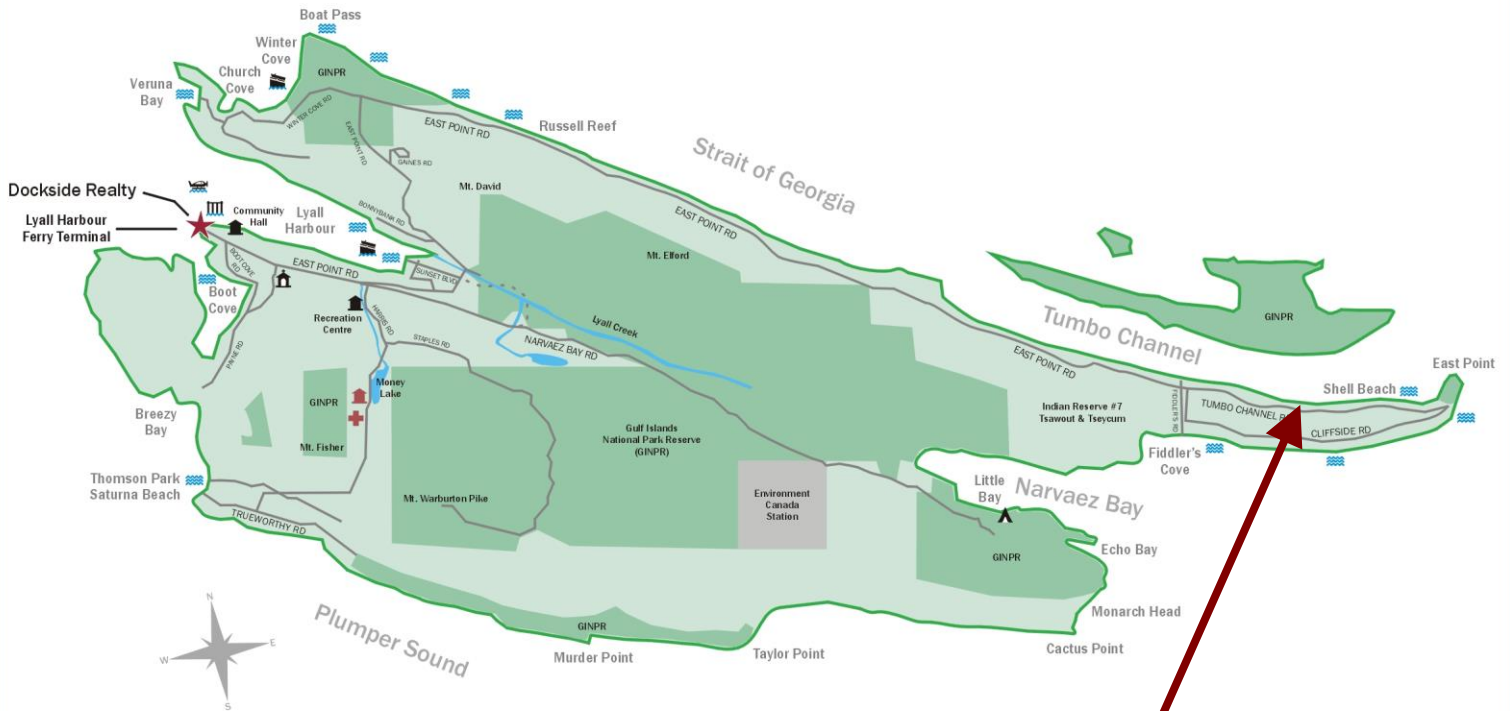 Boat Pass
Winter
Cove
Church
Cove
Veruna
Bay
GINPR
WINTER COVE RD
EAST POINT RD
EAST POINT RD
GAINES RD
Russell Reef
Strait of Georgia
Mt. David
Dockside Realty
Lyall Harbour
Ferry Terminal
Community
Hall
Lyall
Harbour
BONNYBANK RD
EAST POINT RD
Mt. Elford
BOOT COVE
RD
EAST POINT RD
SUNSET BLVD
Boot
Cove
Recreation
Centre
HARRIS RD
STAPLES RD
NARVAEZ BAY RD
Lyall Creek
Tumbo Channel
GINPR
EAST POINT RD
East Point
Shell Beach
PAYNE RD
Money
Lake
GINPR
Breezy
Bay
Mt. Fisher
Gulf Islands
National Park Reserve
(GINPR)
Indian Reserve #7
Tsawout & Tseycum
FIDDLER'S RD
TUMBO CHANNEL R
CLIFFSIDE RD
Fiddler's
Cove
Thomson Park
Saturna Beach
Mt. Warburton Pike
Environment
Canada
Station
Little
Bay
Narvaez Bay
TRUEWORTHY RD
GINPR
Echo Bay
Plumper Sound
GINPR
Murder Point
Taylor Point
Monarch Head
Cactus Point
N
W
E
S